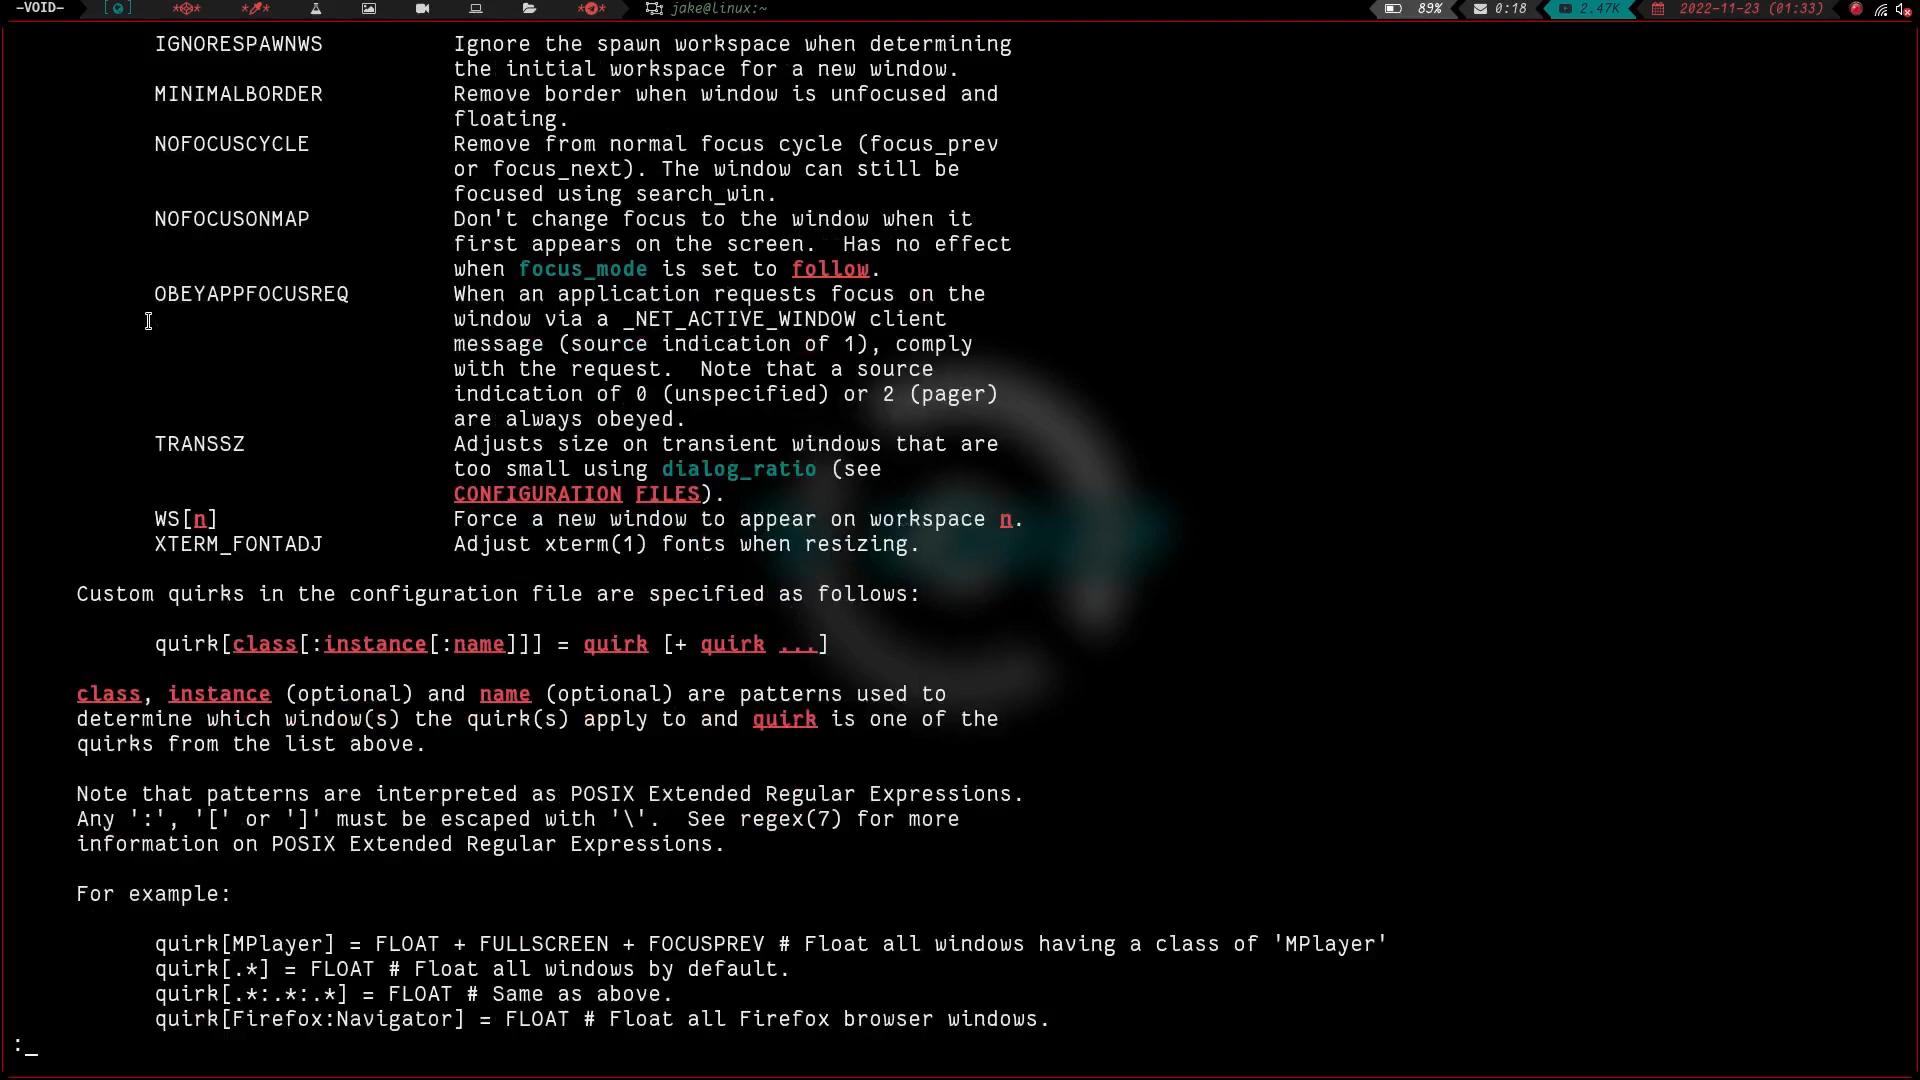 —VOID— jake@linux:~ 89% 0:18 2.47K 2022-11-23 (01:33)
IGNORESPAWNWS Ignore the spawn workspace when determining
the initial workspace for a new window.
MINIMALBORDER Remove border when window is unfocused and
floating.
NOFOCUSCYCLE Remove from normal focus cycle (focus_prev
or focus_next). The window can still be
focused using search_win.
NOFOCUSONMAP Don't change focus to the window when it
first appears on the screen. Has no effect
when focus_mode is set to follow.
OBEYAPPFOCUSREQ When an application requests focus on the
window via a _NET_ACTIVE_WINDOW client
message (source indication of 1), comply
with the request. Note that a source
indication of 0 (unspecified) or 2 (pager)
are always obeyed.
TRANSSZ Adjusts size on transient windows that are
too small using dialog_ratio (see
CONFIGURATION FILES).
WS[n] Force a new window to appear on workspace n.
XTERM_FONTADJ Adjust xterm(1) fonts when resizing.
Custom quirks in the configuration file are specified as follows:
quirk[class[:instance[:name]]] = quirk [+ quirk ...]
class, instance (optional) and name (optional) are patterns used to
determine which window(s) the quirk(s) apply to and quirk is one of the
quirks from the list above.
Note that patterns are interpreted as POSIX Extended Regular Expressions.
Any ':', '[' or ']' must be escaped with '\'. See regex(7) for more
information on POSIX Extended Regular Expressions.
For example:
quirk[MPlayer] = FLOAT + FULLSCREEN + FOCUSPREV # Float all windows having a class of 'MPlayer'
quirk[.*] = FLOAT # Float all windows by default.
quirk[.*:.*:.*] = FLOAT # Same as above.
quirk[Firefox:Navigator] = FLOAT # Float all Firefox browser windows.
:_